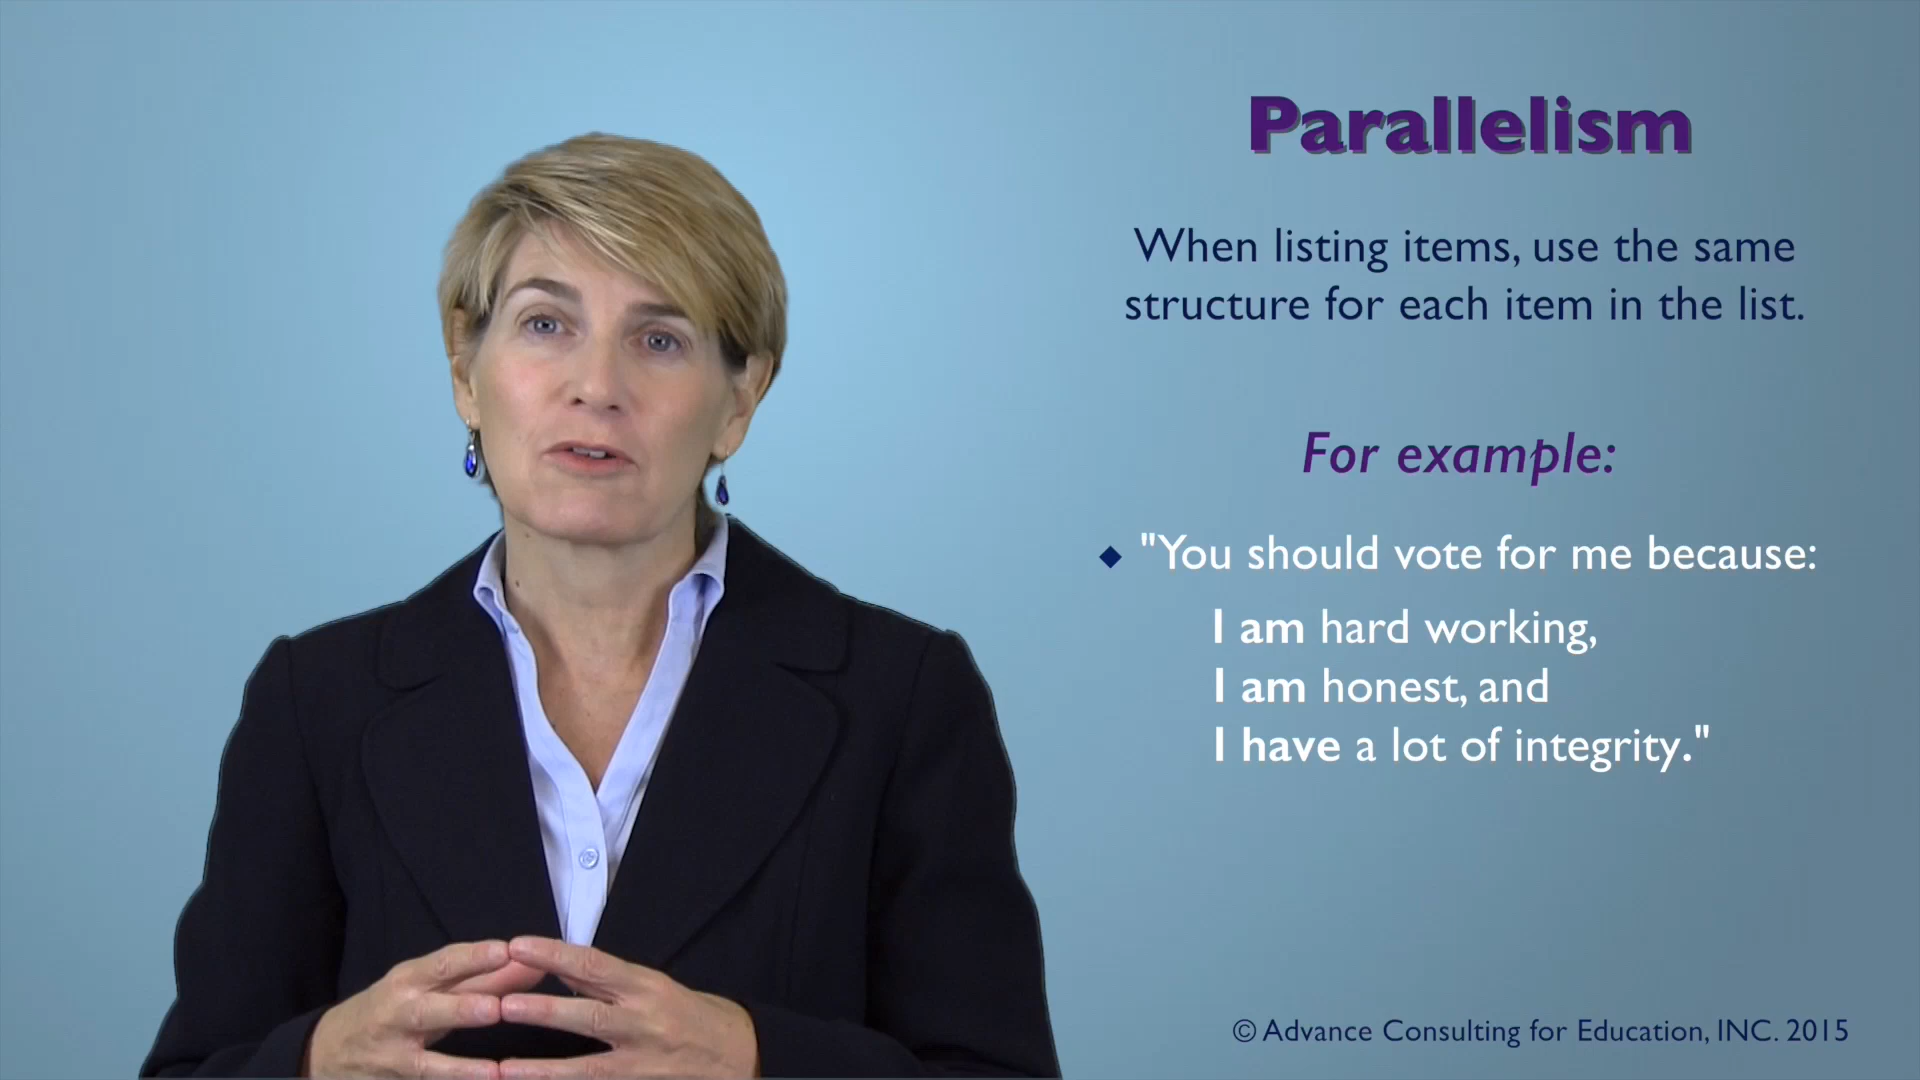 Parallelism
When listing items, use the same
structure for each item in the list.
For example:
◆ "You should vote for me because:
I am hard working,
I am honest, and
I have a lot of integrity."
© Advance Consulting for Education, INC. 2015